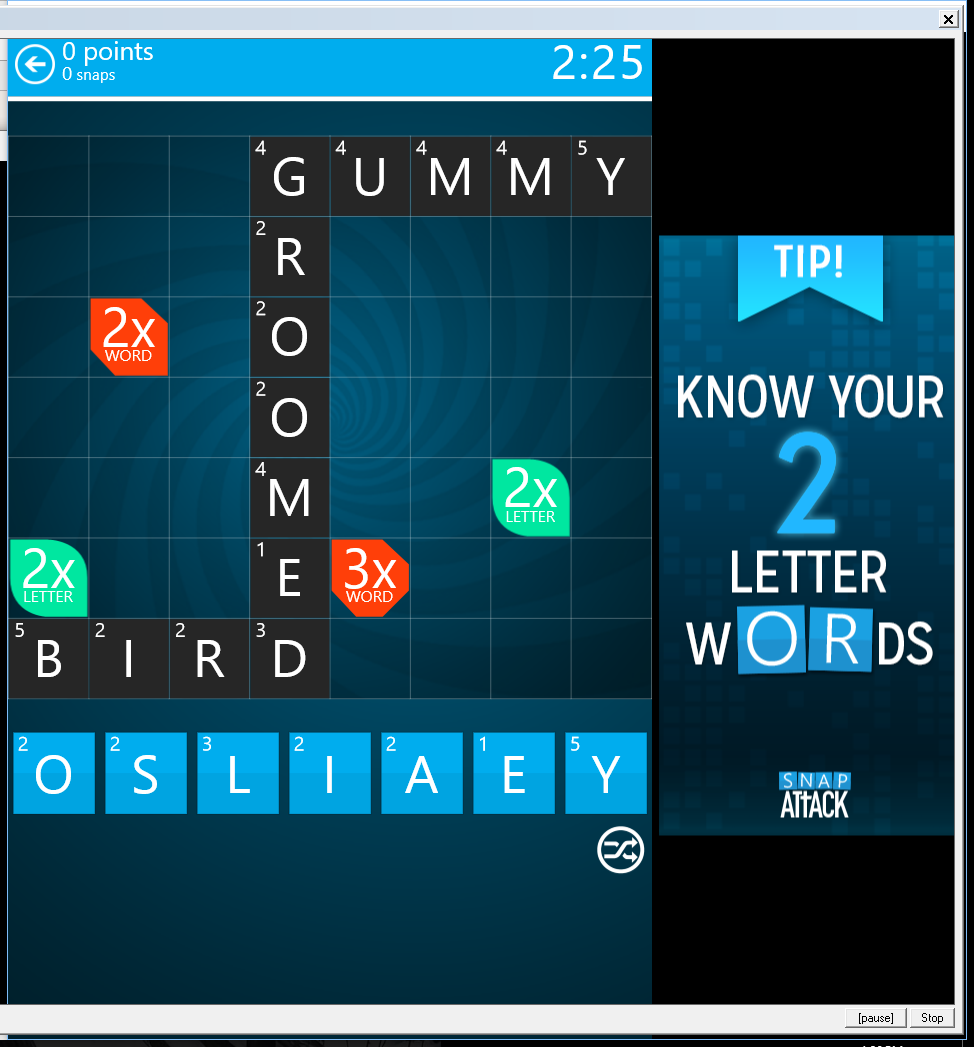 0 points
0 snaps
2:25
4 G 4 U 4 M 4 M 5 Y
2 R
2x WORD 2 O
2 O
4 M 2x LETTER
2x LETTER 1 E 3x WORD
5 B 2 I 2 R 3 D
2 O 2 S 3 L 2 I 2 A 1 E 5 Y
TIP!
KNOW YOUR
2
LETTER
WORDS
SNAP
ATTACK
[pause] Stop